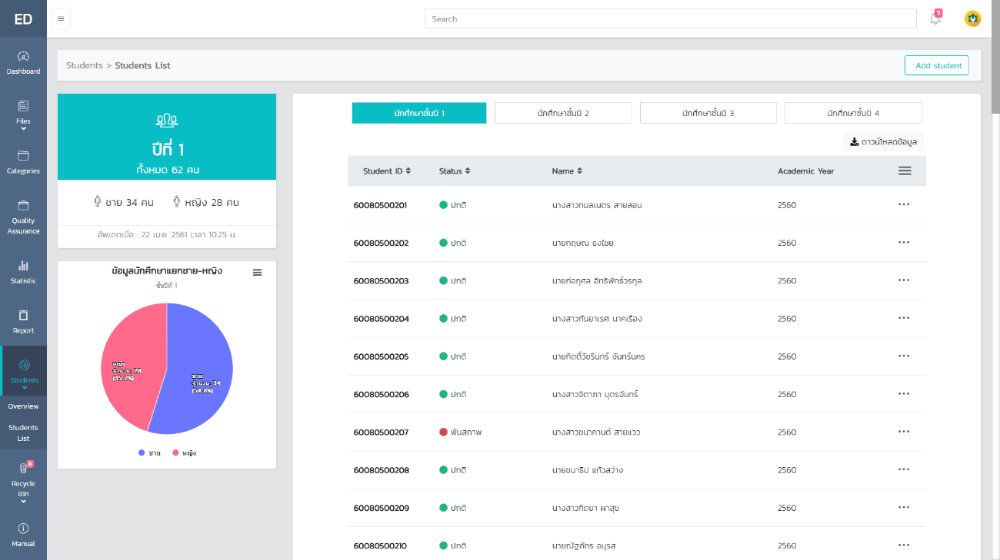 ED
Search
7
Dashboard
Files
Categories
Quality
Assurance
Statistic
Report
Students
Overview
Students
List
8
Recycle
Bin
Manual
Students > Students List
Add student
ปีที่ 1
ทั้งหมด 62 คน
ชาย 34 คน
หญิง 28 คน
อัพเดตเมื่อ : 22 เม.ย. 2561 เวลา 10:25 น.
ข้อมูลนักศึกษาแยกชาย-หญิง
ชั้นปีที่ 1
หญิง
จำนวน: 28
(45.2%)
ชาย
จำนวน: 34
(54.8%)
ชาย
หญิง
นักศึกษาชั้นปี 1
นักศึกษาชั้นปี 2
นักศึกษาชั้นปี 3
นักศึกษาชั้นปี 4
ดาวน์โหลดข้อมูล
Student ID Status Name Academic Year
60080500201 ปกติ นางสาวกมลเนตร สายสอน 2560
60080500202 ปกติ นายกฤษณ ธงไชย 2560
60080500203 ปกติ นายก่อกุศล อิทธิพัทธ์วรกุล 2560
60080500204 ปกติ นางสาวกันยาเรศ นาคเรือง 2560
60080500205 ปกติ นายกิตติ์วัชรินทร์ จันทร์นคร 2560
60080500206 ปกติ นางสาวจิตาภา บุตรจันทร์ 2560
60080500207 พ้นสภาพ นางสาวชนากานต์ สายแวว 2560
60080500208 ปกติ นายชนาธิป แก้วสว่าง 2560
60080500209 ปกติ นางสาวฑิตยา ผาสุข 2560
60080500210 ปกติ นายณัฐภัทร อนุรส 2560